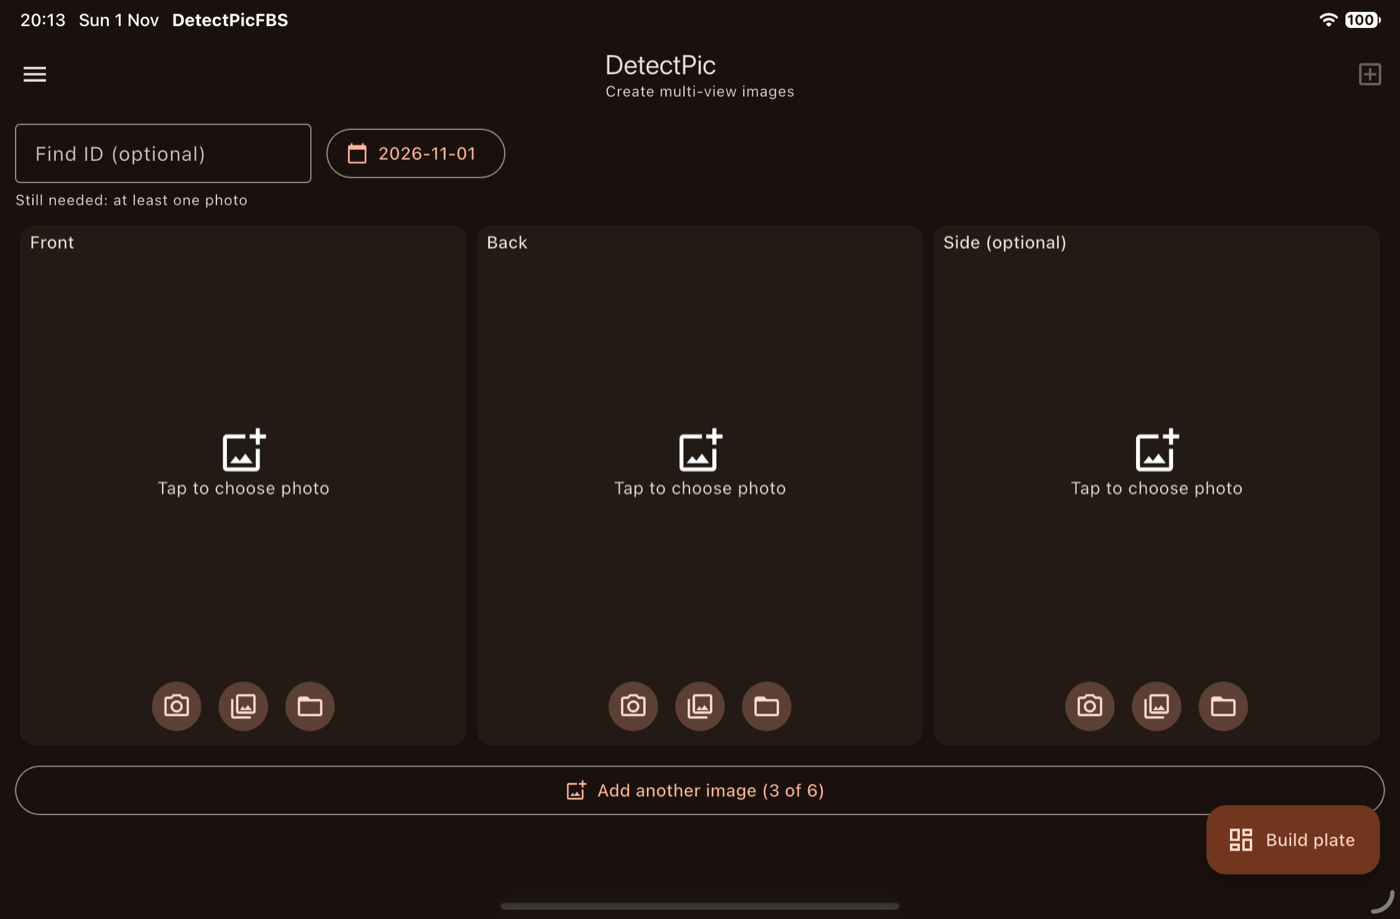 20:13 Sun 1 Nov DetectPicFBS
100
DetectPic
Create multi-view images
Find ID (optional)
2026-11-01
Still needed: at least one photo
Front
Back
Side (optional)
Tap to choose photo
Tap to choose photo
Tap to choose photo
Add another image (3 of 6)
Build plate